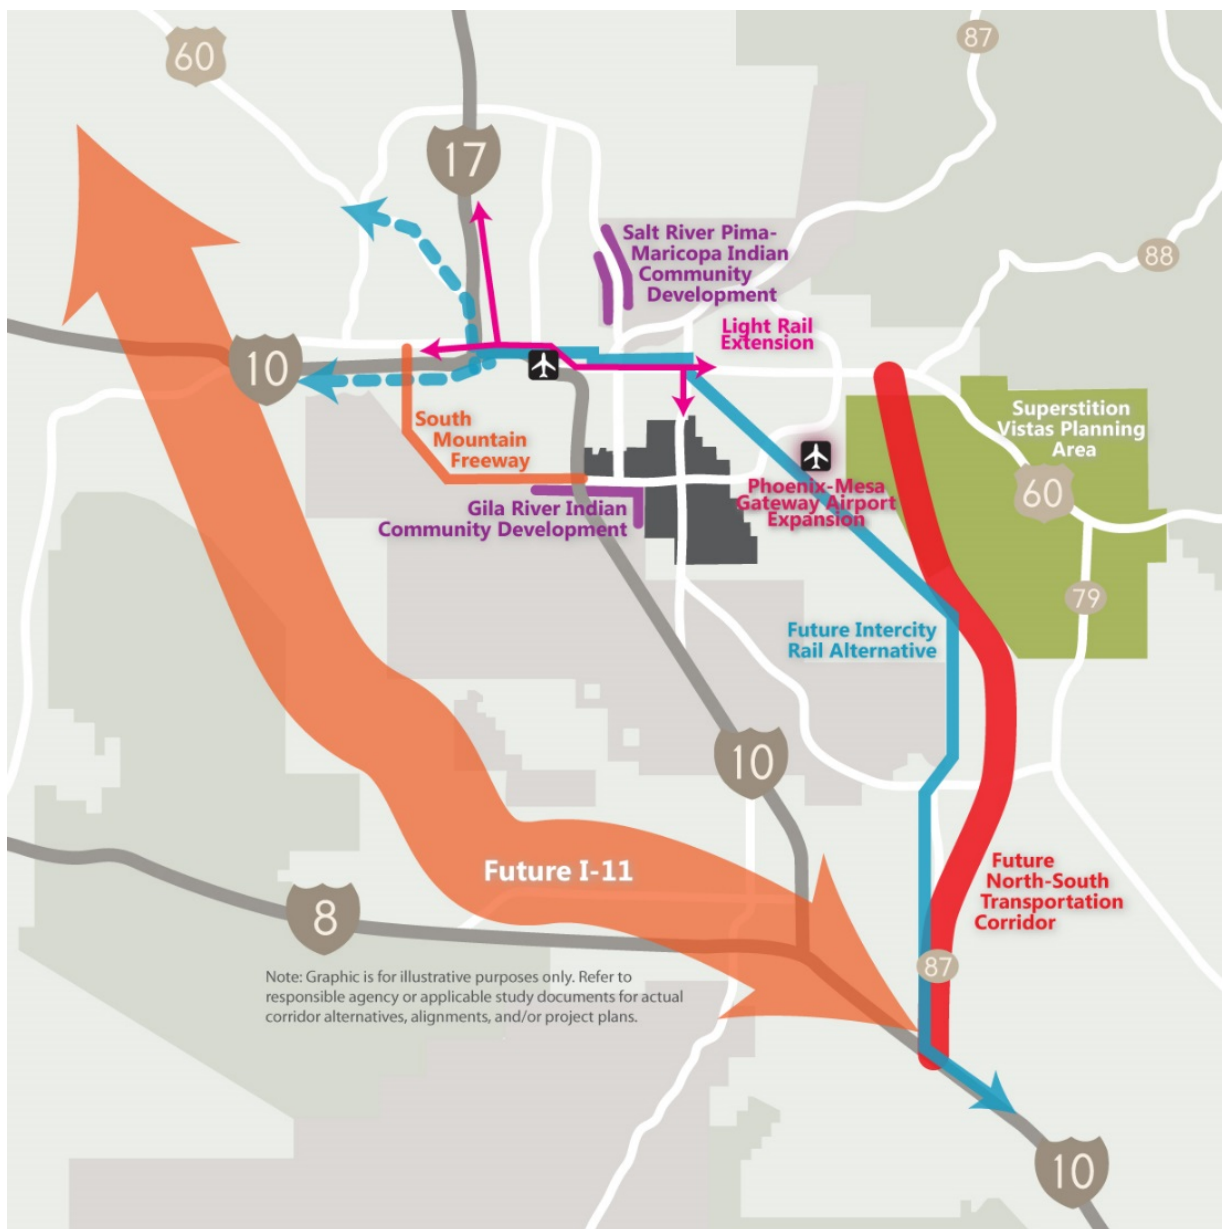 60
87
17
88
Salt River Pima-
Maricopa Indian
Community
Development
Light Rail
Extension
10
South
Mountain
Freeway
Superstition
Vistas Planning
Area
Phoenix-Mesa
Gateway Airport
Expansion
60
Gila River Indian
Community Development
79
Future Intercity
Rail Alternative
10
Future I-11
Future
North-South
Transportation
Corridor
8
87
Note: Graphic is for illustrative purposes only. Refer to
responsible agency or applicable study documents for actual
corridor alternatives, alignments, and/or project plans.
10